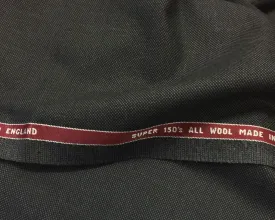 ENGLAND
SUPER 150's ALL WOOL MADE IN